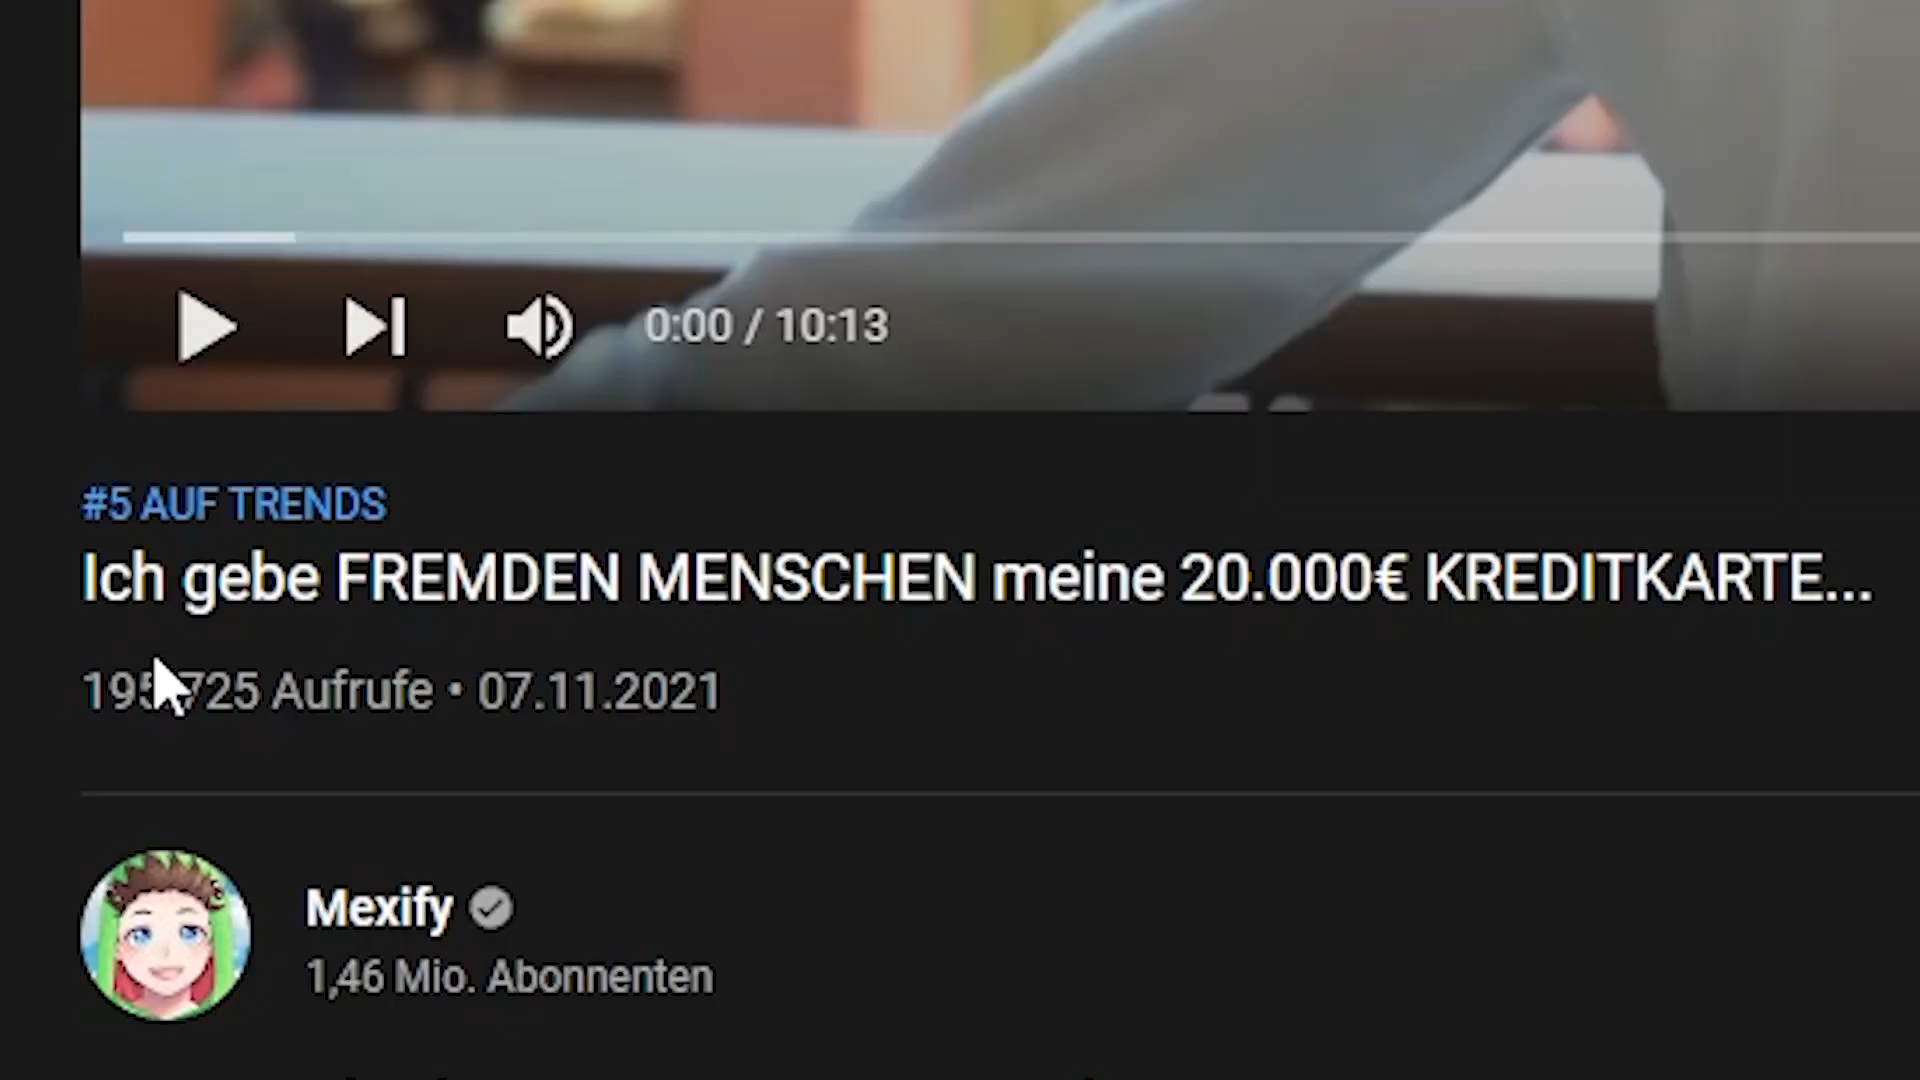 0:00 / 10:13
#5 AUF TRENDS
Ich gebe FREMDEN MENSCHEN meine 20.000€ KREDITKARTE...
Aufrufe • 07.11.2021
Mexify
1,46 Mio. Abonnenten